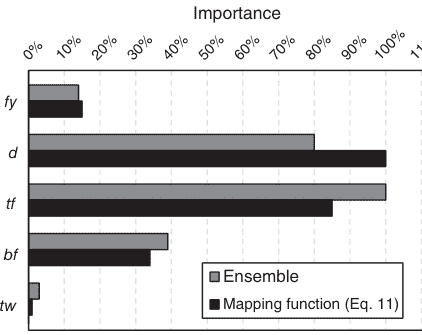 Importance
0% 10% 20% 30% 40% 50% 60% 70% 80% 90% 100% 11
fy
d
tf
bf
tw
Ensemble
Mapping function (Eq. 11)